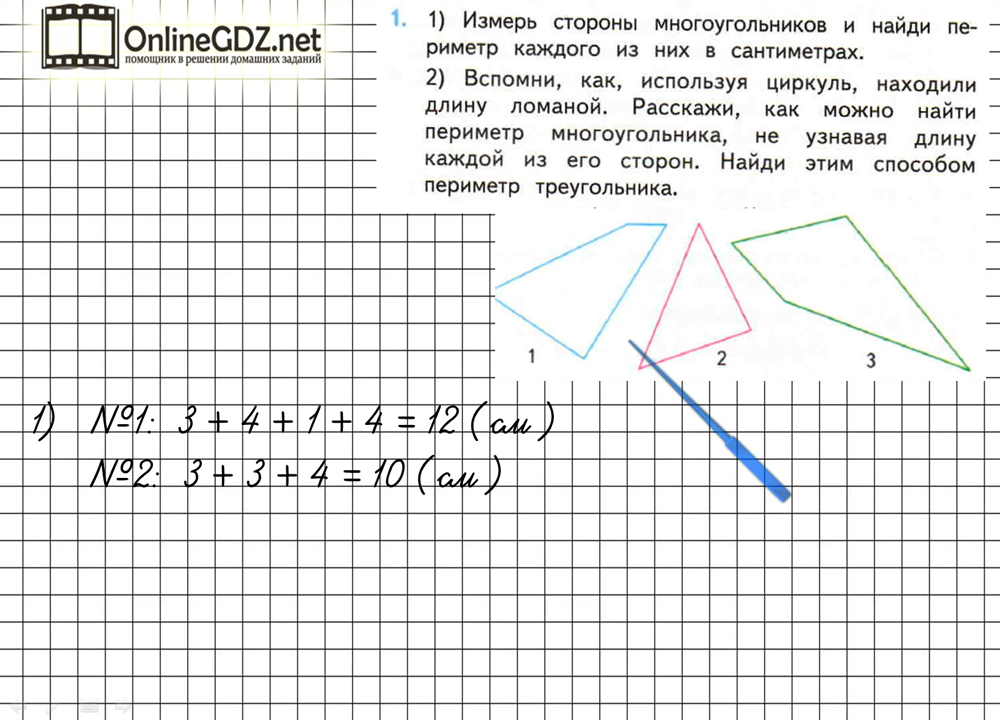 OnlineGDZ.net
помощник в решении домашних заданий
1. 1) Измерь стороны многоугольников и найди пе-
риметр каждого из них в сантиметрах.
2) Вспомни, как, используя циркуль, находили
длину ломаной. Расскажи, как можно найти
периметр многоугольника, не узнавая длину
каждой из его сторон. Найди этим способом
периметр треугольника.
1
2
3
1) №1: 3 + 4 + 1 + 4 = 12 (см)
№2: 3 + 3 + 4 = 10 (см)